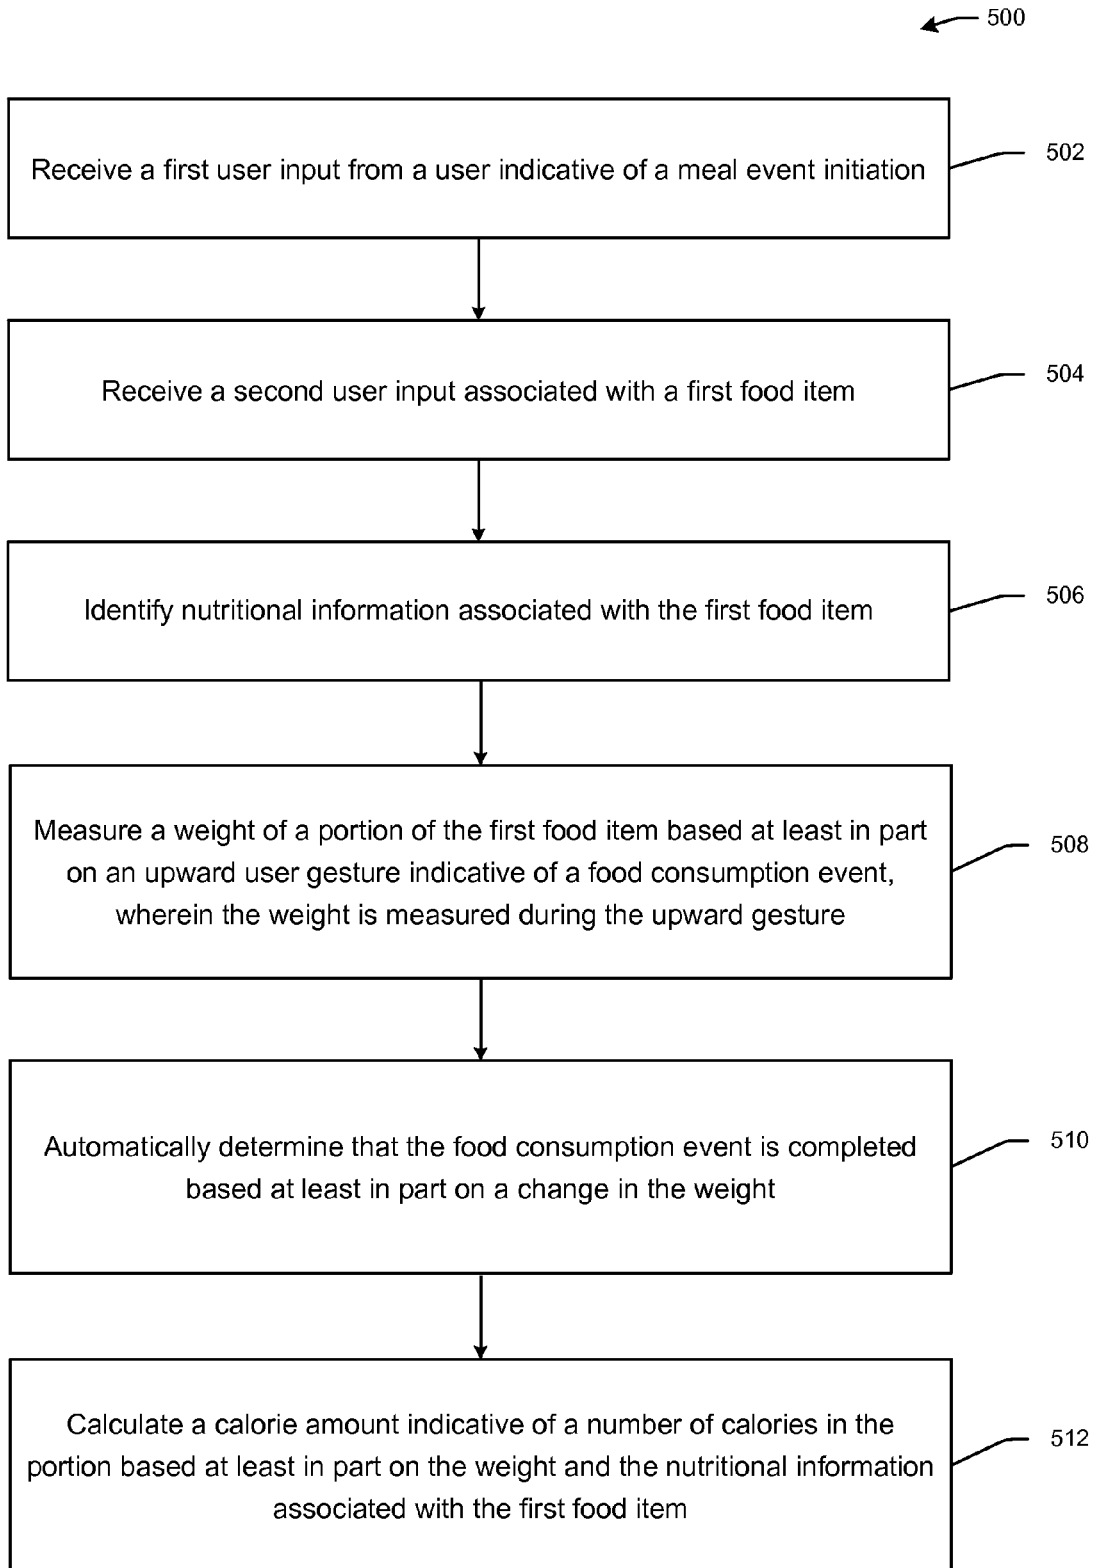 500
Receive a first user input from a user indicative of a meal event initiation
502
Receive a second user input associated with a first food item
504
Identify nutritional information associated with the first food item
506
Measure a weight of a portion of the first food item based at least in part
on an upward user gesture indicative of a food consumption event,
wherein the weight is measured during the upward gesture
508
Automatically determine that the food consumption event is completed
based at least in part on a change in the weight
510
Calculate a calorie amount indicative of a number of calories in the
portion based at least in part on the weight and the nutritional information
associated with the first food item
512